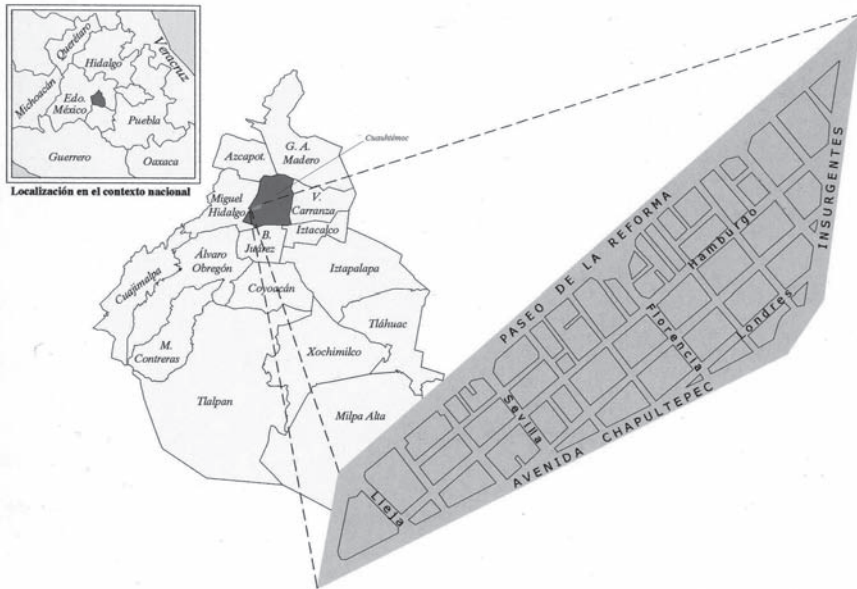 Querétaro
Hidalgo
Veracruz
Michoacán
Edo.
México
Puebla
Guerrero
Oaxaca
Localización en el contexto nacional
Cuauhtémoc
G. A.
Madero
Azcapot.
Miguel
Hidalgo
V.
Carranza
Iztacalco
B.
Juárez
Álvaro
Obregón
Cuajimalpa
Iztapalapa
Coyoacán
Tláhuac
M.
Contreras
Xochimilco
Tlalpan
Milpa Alta
PASEO DE LA REFORMA
INSURGENTES
Hamburgo
Florencia
Londres
Sevilla
AVENIDA CHAPULTEPEC
Lieja